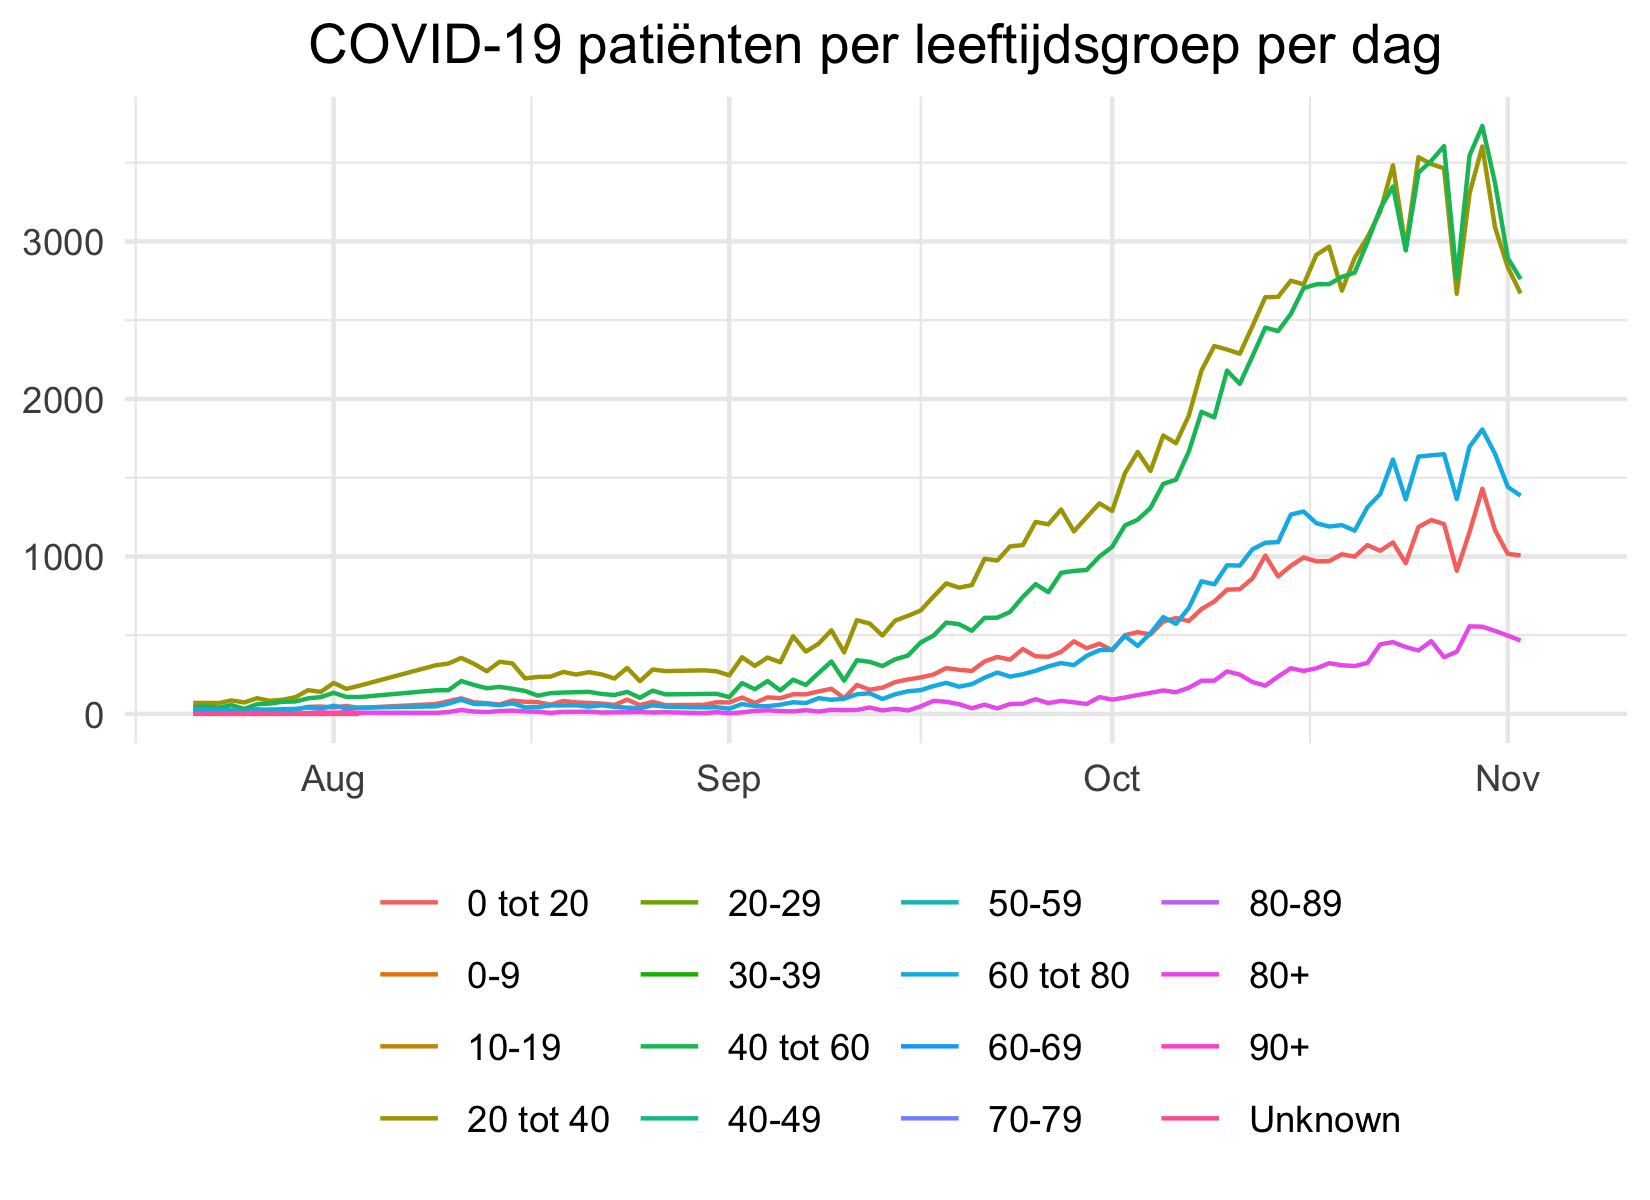 COVID-19 patiënten per leeftijdsgroep per dag
3000
2000
1000
0
Aug Sep Oct Nov
0 tot 20 20-29 50-59 80-89
0-9 30-39 60 tot 80 80+
10-19 40 tot 60 60-69 90+
20 tot 40 40-49 70-79 Unknown